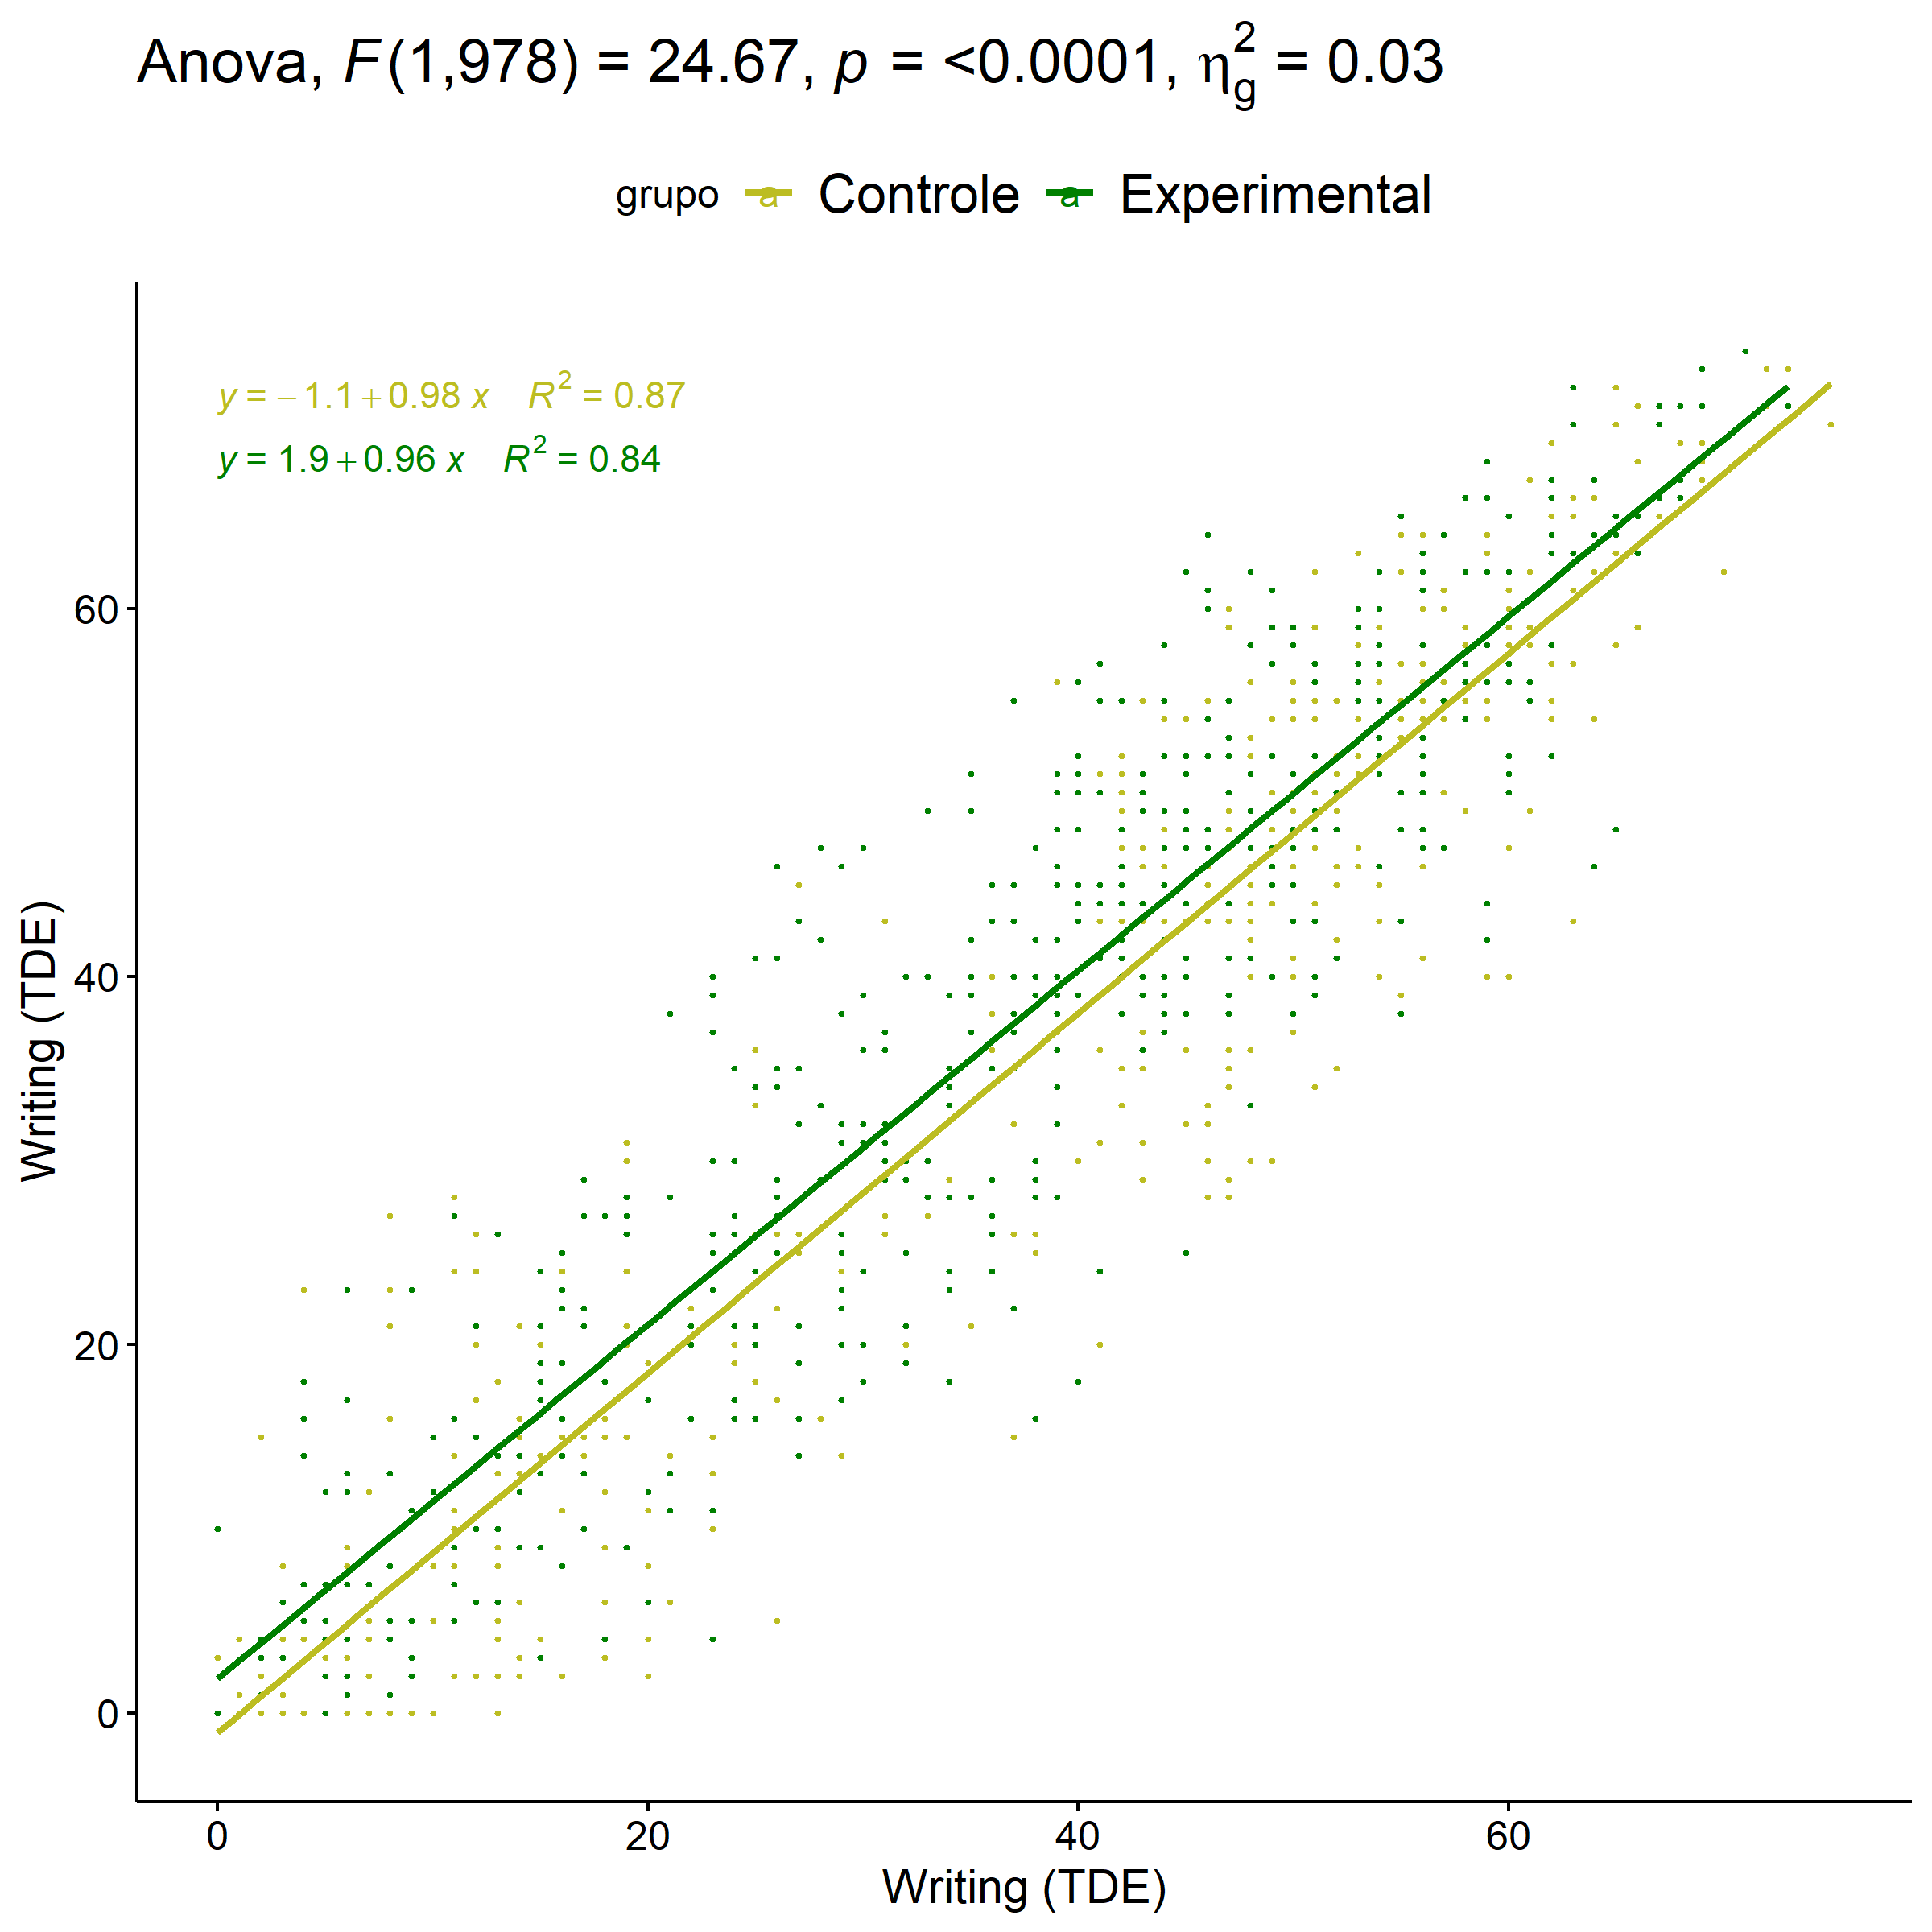 Anova, F(1,978) = 24.67, p = <0.0001, η²g = 0.03
grupo a Controle a Experimental
y = −1.1 + 0.98 x R² = 0.87
y = 1.9 + 0.96 x R² = 0.84
60
40
20
0
Writing (TDE)
0 20 40 60
Writing (TDE)